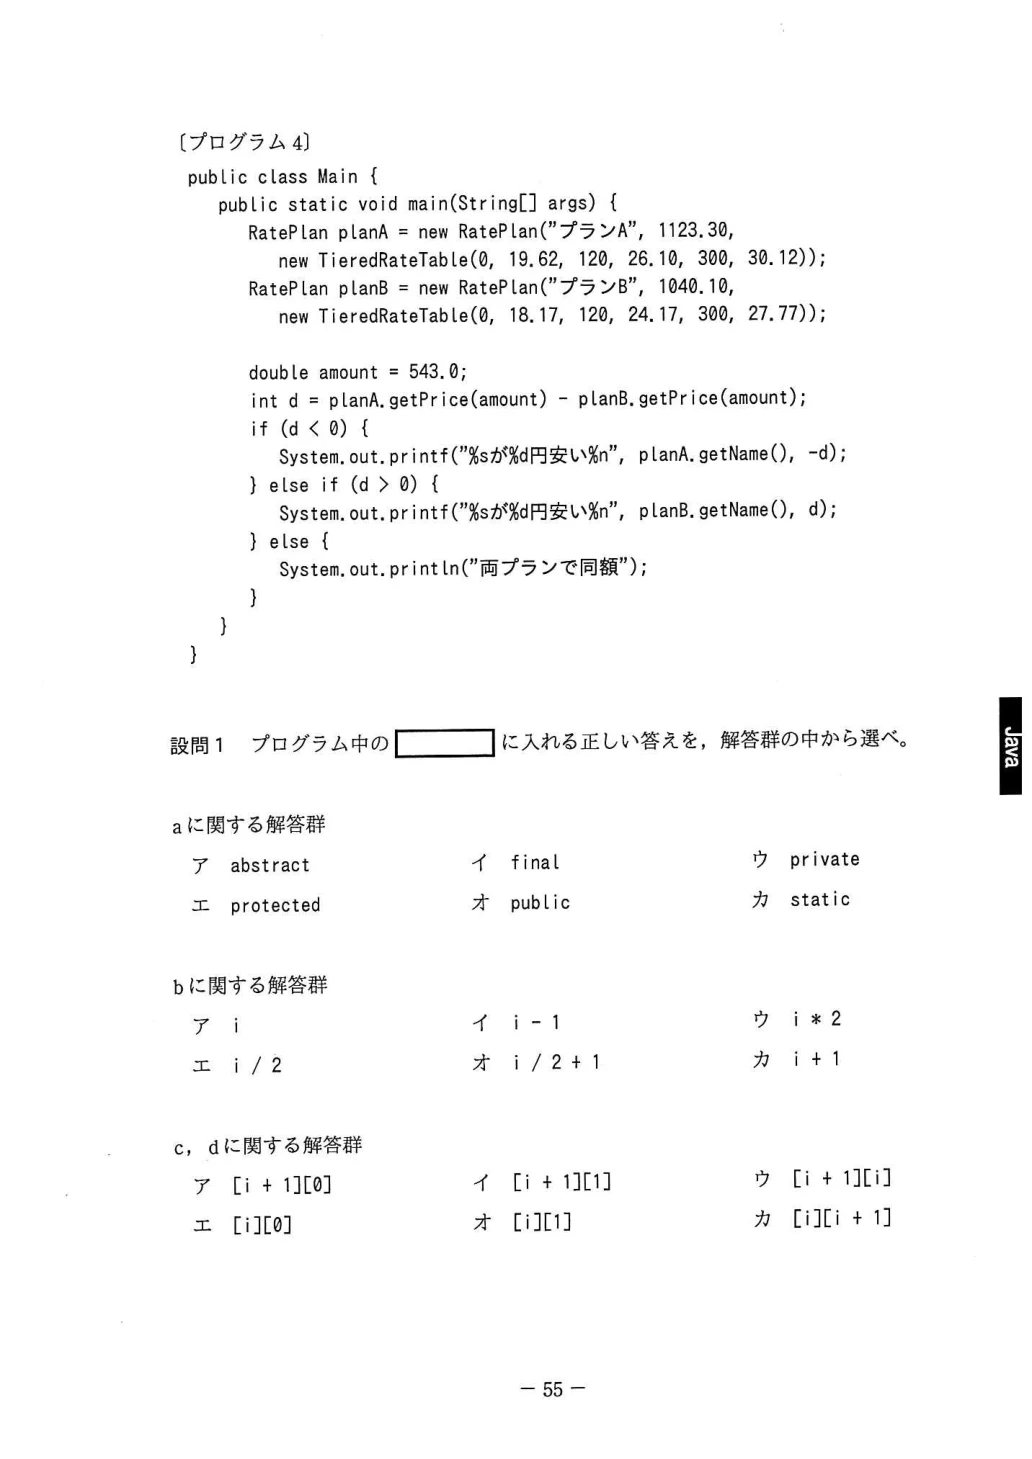 〔プログラム 4〕
public class Main {
public static void main(String[] args) {
RatePlan planA = new RatePlan("プランA", 1123.30,
new TieredRateTable(0, 19.62, 120, 26.10, 300, 30.12));
RatePlan planB = new RatePlan("プランB", 1040.10,
new TieredRateTable(0, 18.17, 120, 24.17, 300, 27.77));
double amount = 543.0;
int d = planA.getPrice(amount) - planB.getPrice(amount);
if (d < 0) {
System.out.printf("%sが%d円安い%n", planA.getName(), -d);
} else if (d > 0) {
System.out.printf("%sが%d円安い%n", planB.getName(), d);
} else {
System.out.println("両プランで同額");
}
}
}
設問1 プログラム中の に入れる正しい答えを，解答群の中から選べ。
Java
a に関する解答群
ア abstract イ final ウ private
エ protected オ public カ static
b に関する解答群
ア i イ i - 1 ウ i * 2
エ i / 2 オ i / 2 + 1 カ i + 1
c，d に関する解答群
ア [i + 1][0] イ [i + 1][1] ウ [i + 1][i]
エ [i][0] オ [i][1] カ [i][i + 1]
－ 55 －